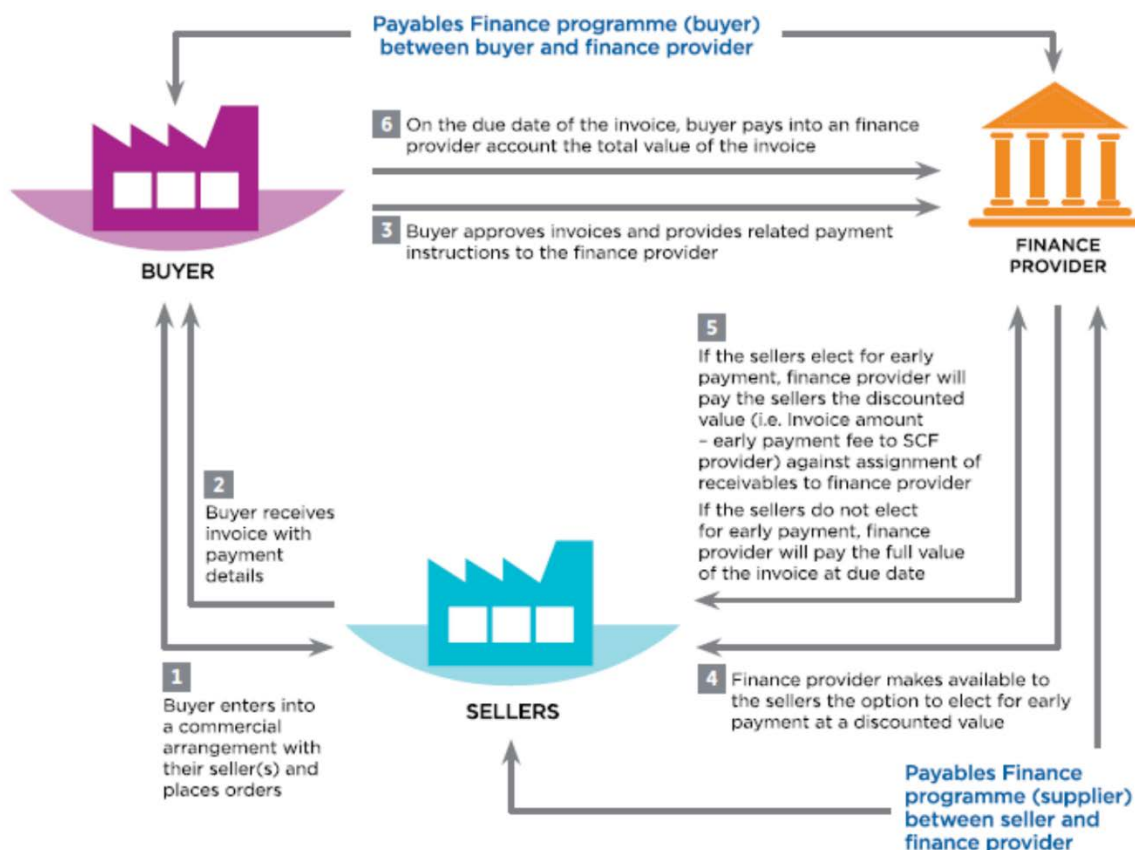 Payables Finance programme (buyer)
between buyer and finance provider
6 On the due date of the invoice, buyer pays into an finance
provider account the total value of the invoice
3 Buyer approves invoices and provides related payment
instructions to the finance provider
BUYER
FINANCE
PROVIDER
5
If the sellers elect for early
payment, finance provider will
pay the sellers the discounted
value (i.e. Invoice amount
– early payment fee to SCF
provider) against assignment of
receivables to finance provider
If the sellers do not elect
for early payment, finance
provider will pay the full value
of the invoice at due date
2
Buyer receives
invoice with
payment
details
1
Buyer enters into
a commercial
arrangement with
their seller(s) and
places orders
SELLERS
4 Finance provider makes available to
the sellers the option to elect for early
payment at a discounted value
Payables Finance
programme (supplier)
between seller and
finance provider